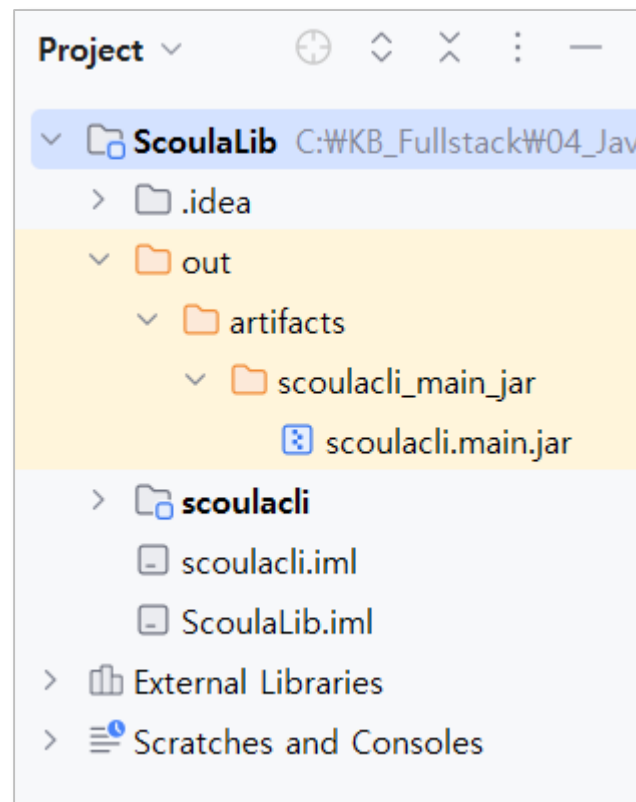 Project
ScoulaLib C:₩KB_Fullstack₩04_Jav
.idea
out
artifacts
scoulacli_main_jar
scoulacli.main.jar
scoulacli
scoulacli.iml
ScoulaLib.iml
External Libraries
Scratches and Consoles